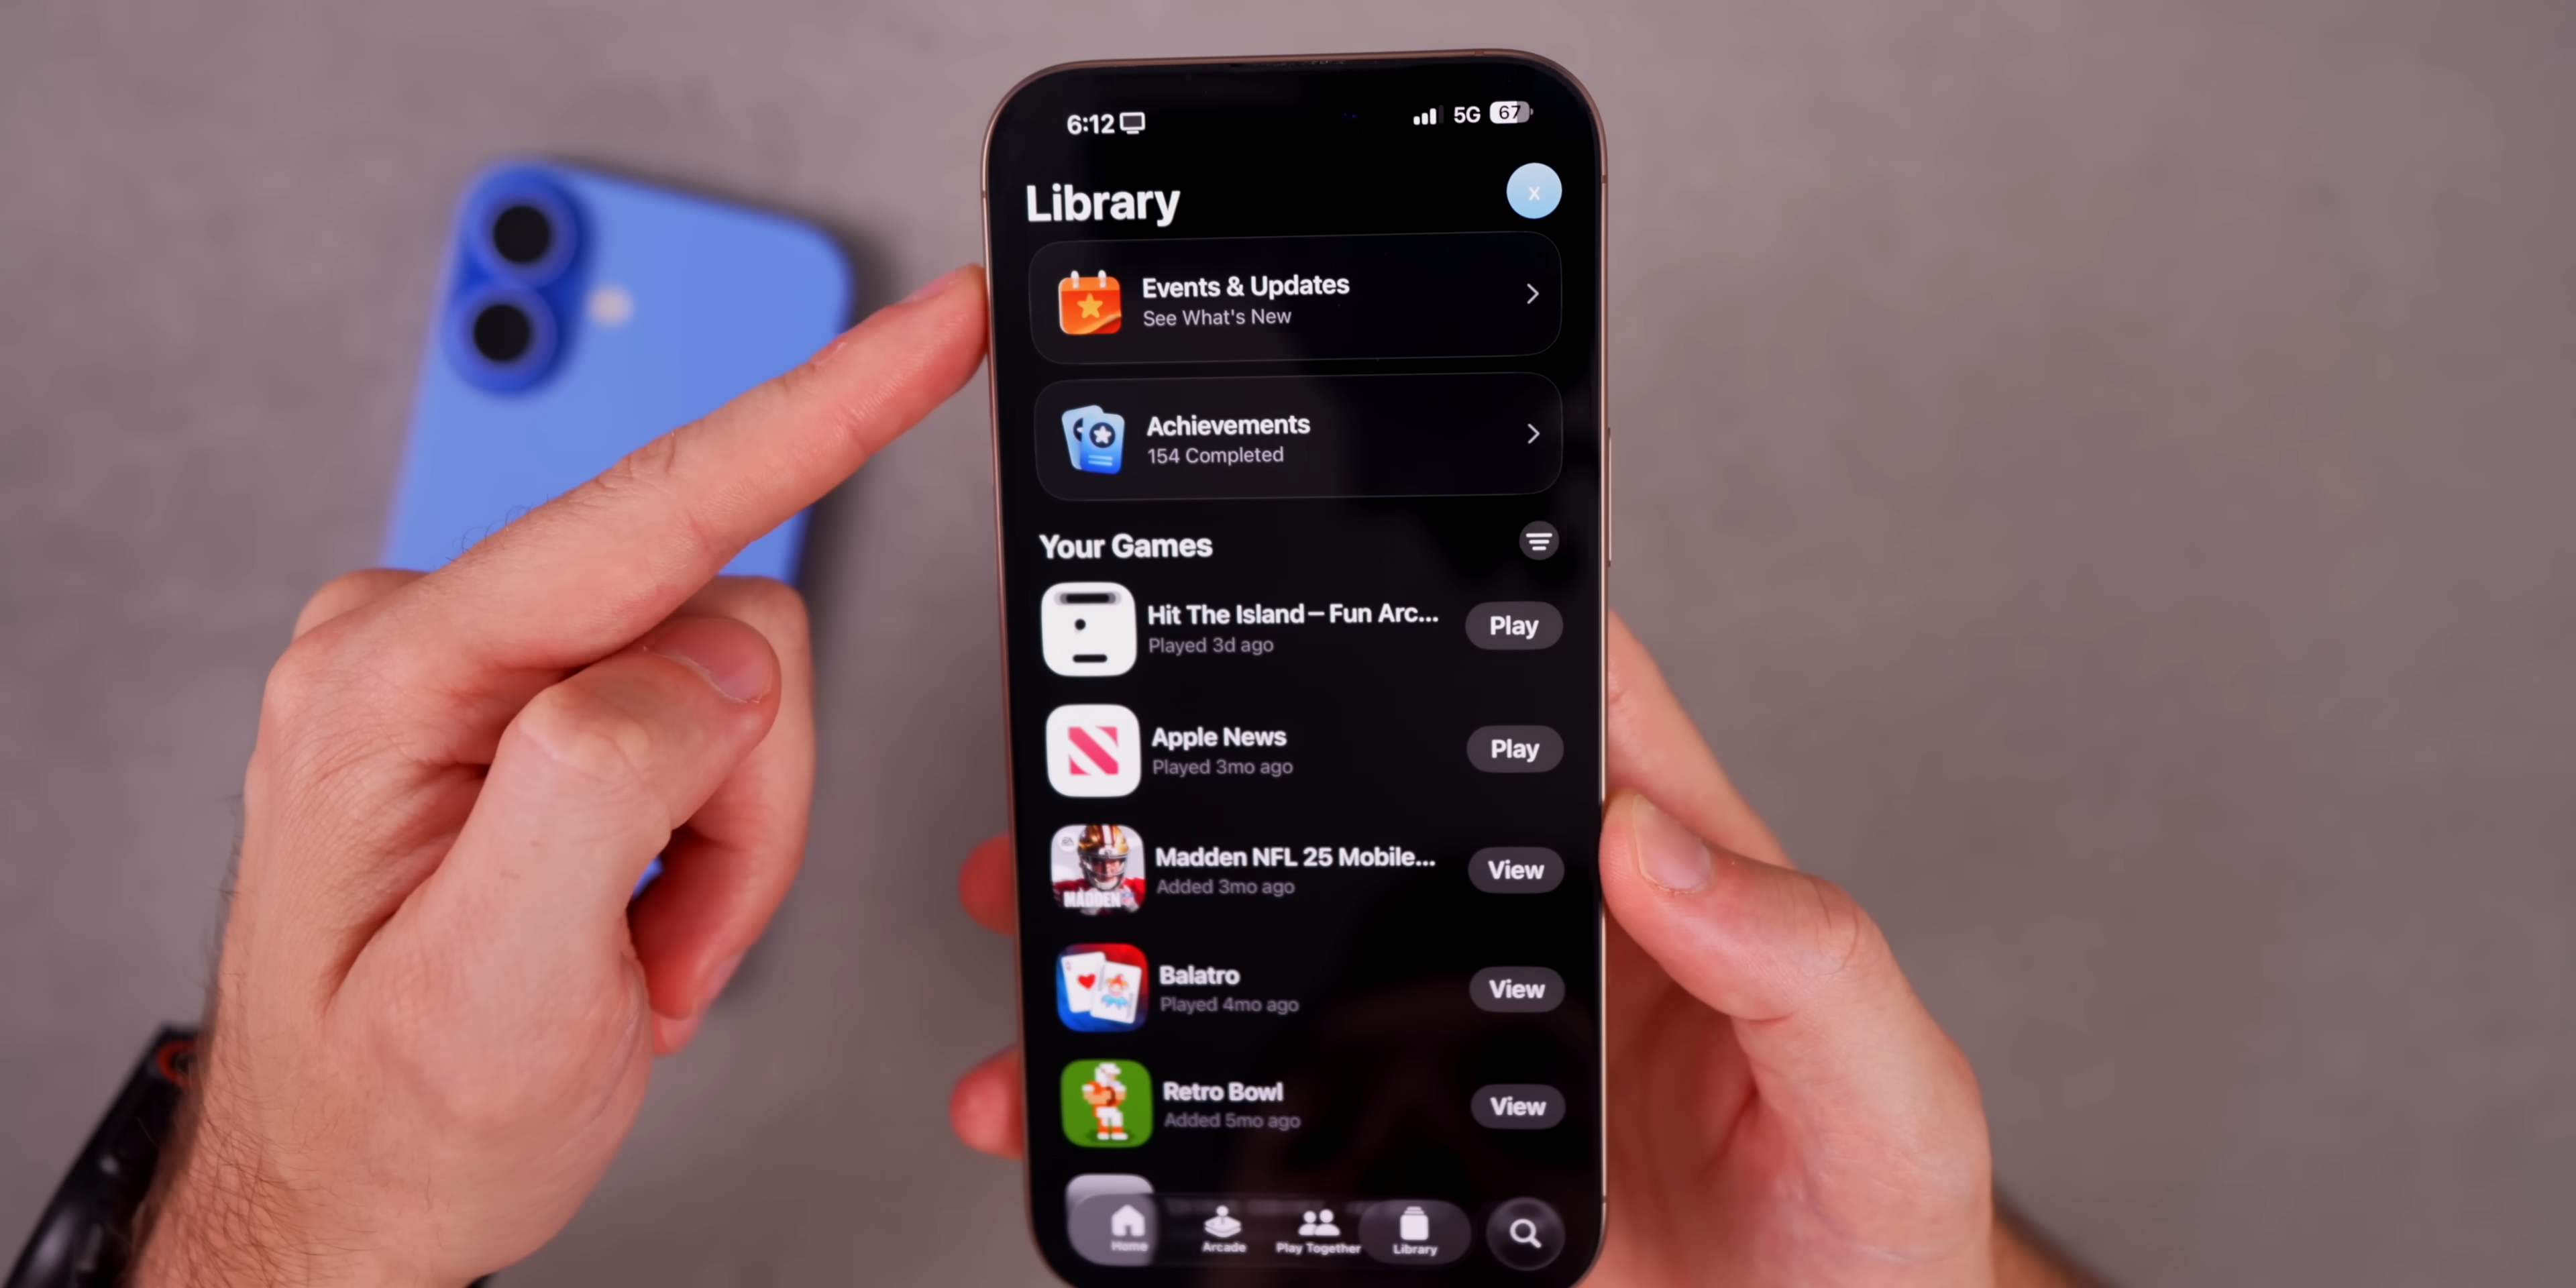 6:12
5G 67
Library
x
Events & Updates
See What's New
Achievements
154 Completed
Your Games
Hit The Island – Fun Arc...
Played 3d ago
Play
Apple News
Played 3mo ago
Play
Madden NFL 25 Mobile...
Added 3mo ago
View
MADDEN
Balatro
Played 4mo ago
View
Retro Bowl
Added 5mo ago
View
Home
Arcade
Play Together
Library